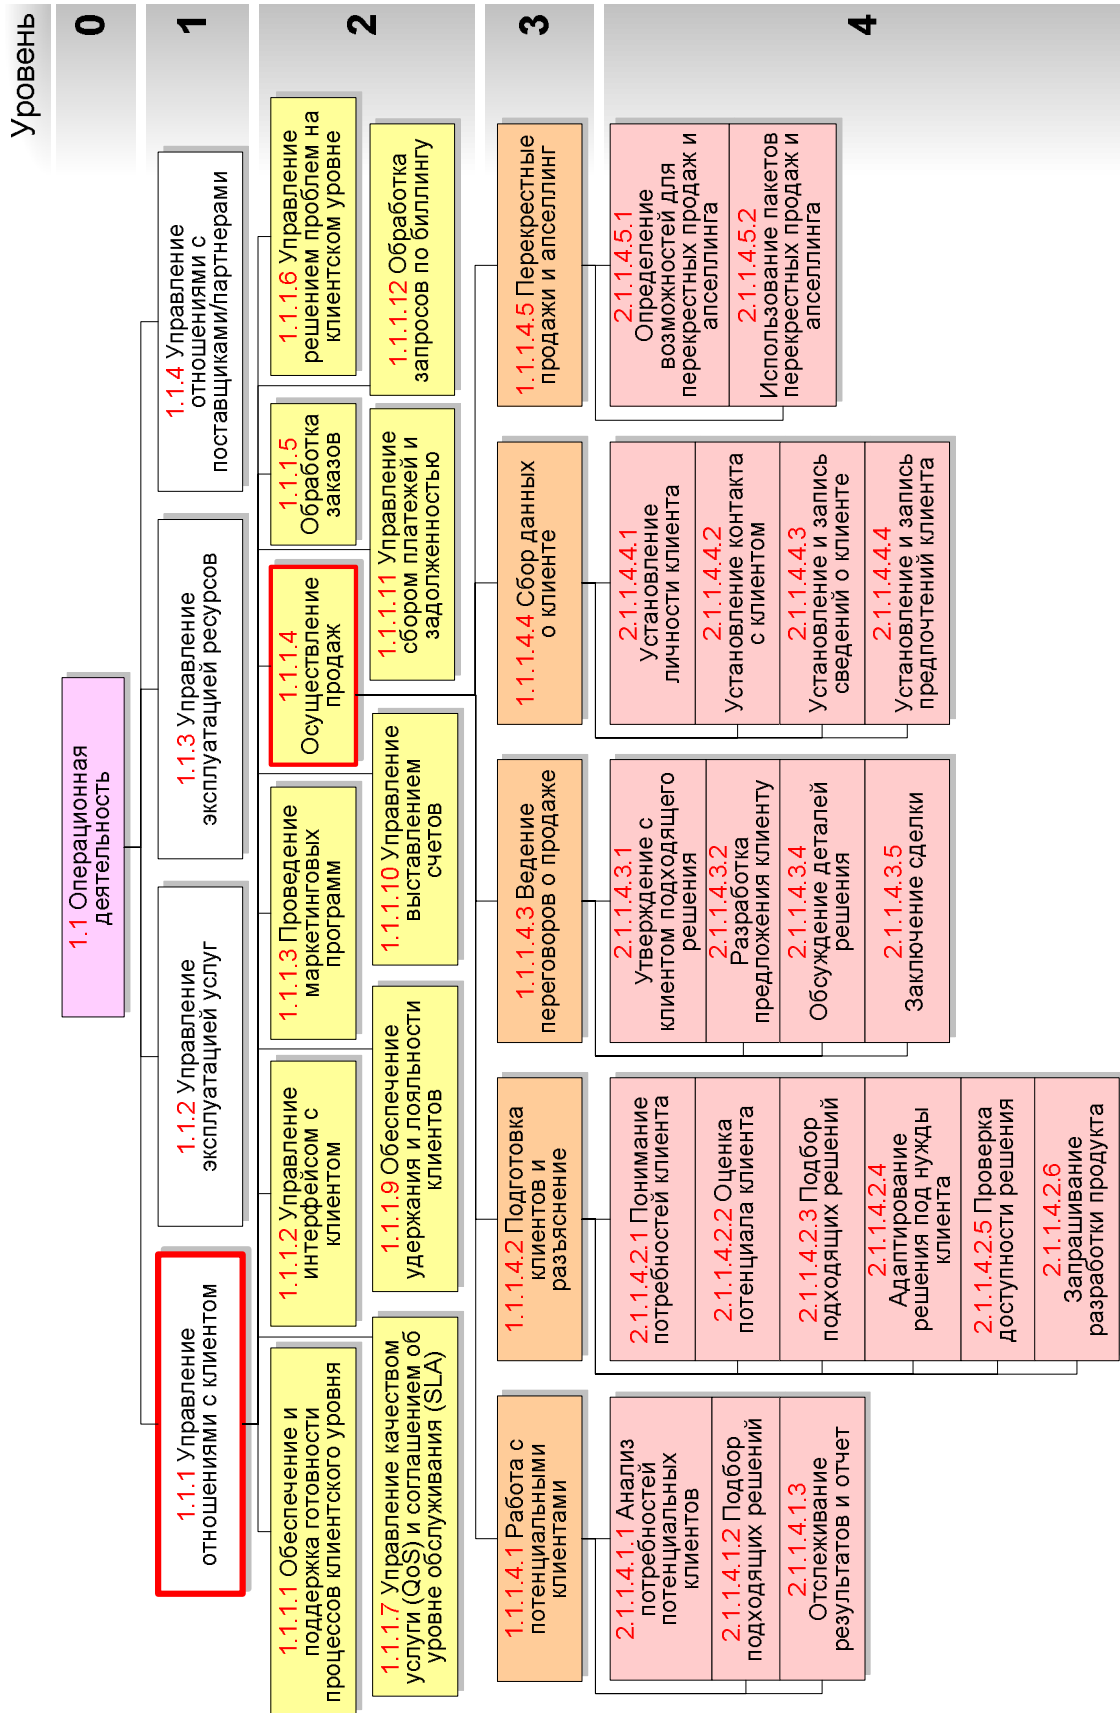 Уровень
0
1.1 Операционная
деятельность
1
1.1.1 Управление
отношениями с клиентом
1.1.2 Управление
эксплуатацией услуг
1.1.3 Управление
эксплуатацией ресурсов
1.1.4 Управление
отношениями с
поставщиками/партнерами
2
1.1.1.1 Обеспечение и
поддержка готовности
процессов клиентского уровня
1.1.1.2 Управление
интерфейсом с
клиентом
1.1.1.3 Проведение
маркетинговых
программ
1.1.1.4
Осуществление
продаж
1.1.1.5
Обработка
заказов
1.1.1.6 Управление
решением проблем на
клиентском уровне
1.1.1.7 Управление качеством
услуги (QoS) и соглашением об
уровне обслуживания (SLA)
1.1.1.9 Обеспечение
удержания и лояльности
клиентов
1.1.1.10 Управление
выставлением
счетов
1.1.1.11 Управление
сбором платежей и
задолженностью
1.1.1.12 Обработка
запросов по биллингу
3
1.1.1.4.1 Работа с
потенциальными
клиентами
1.1.1.4.2 Подготовка
клиентов и
разъяснение
1.1.1.4.3 Ведение
переговоров о продаже
1.1.1.4.4 Сбор данных
о клиенте
1.1.1.4.5 Перекрестные
продажи и апселлинг
4
2.1.1.4.1.1 Анализ
потребностей
потенциальных
клиентов
2.1.1.4.1.2 Подбор
подходящих решений
2.1.1.4.1.3
Отслеживание
результатов и отчет
2.1.1.4.2.1 Понимание
потребностей клиента
2.1.1.4.2.2 Оценка
потенциала клиента
2.1.1.4.2.3 Подбор
подходящих решений
2.1.1.4.2.4
Адаптирование
решения под нужды
клиента
2.1.1.4.2.5 Проверка
доступности решения
2.1.1.4.2.6
Запрашивание
разработки продукта
2.1.1.4.3.1
Утверждение с
клиентом подходящего
решения
2.1.1.4.3.2
Разработка
предложения клиенту
2.1.1.4.3.4
Обсуждение деталей
решения
2.1.1.4.3.5
Заключение сделки
2.1.1.4.4.1
Установление
личности клиента
2.1.1.4.4.2
Установление контакта
с клиентом
2.1.1.4.4.3
Установление и запись
сведений о клиенте
2.1.1.4.4.4
Установление и запись
предпочтений клиента
2.1.1.4.5.1
Определение
возможностей для
перекрестных продаж и
апселлинга
2.1.1.4.5.2
Использование пакетов
перекрестных продаж и
апселлинга